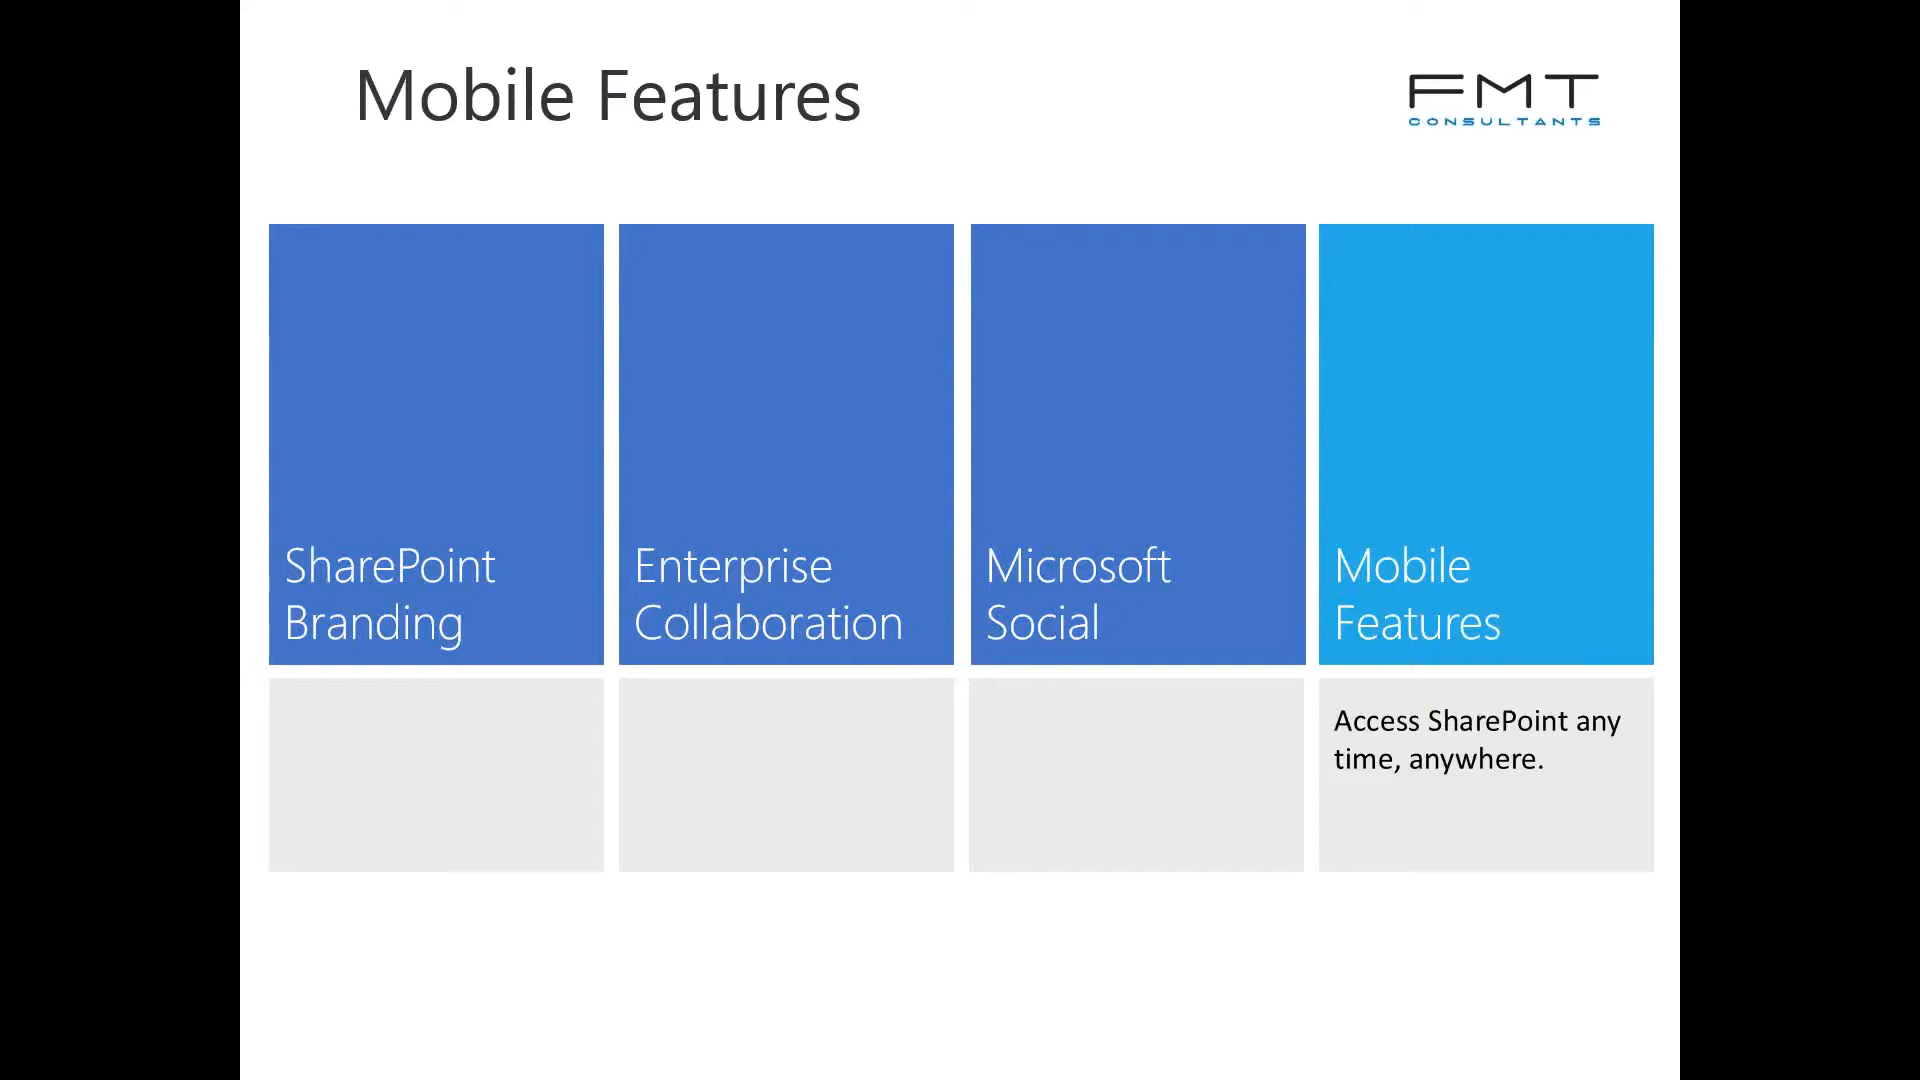 Mobile Features
FMT
CONSULTANTS
SharePoint
Branding
Enterprise
Collaboration
Microsoft
Social
Mobile
Features
Access SharePoint any
time, anywhere.